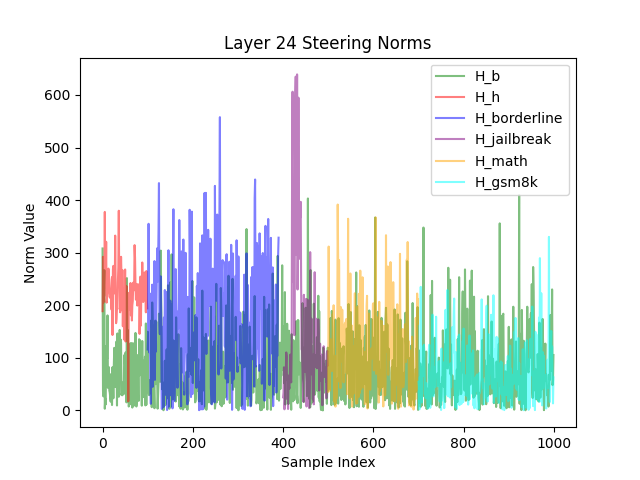 Layer 24 Steering Norms
H_b
H_h
H_borderline
H_jailbreak
H_math
H_gsm8k
600
500
400
300
200
100
0
Norm Value
0
200
400
600
800
1000
Sample Index